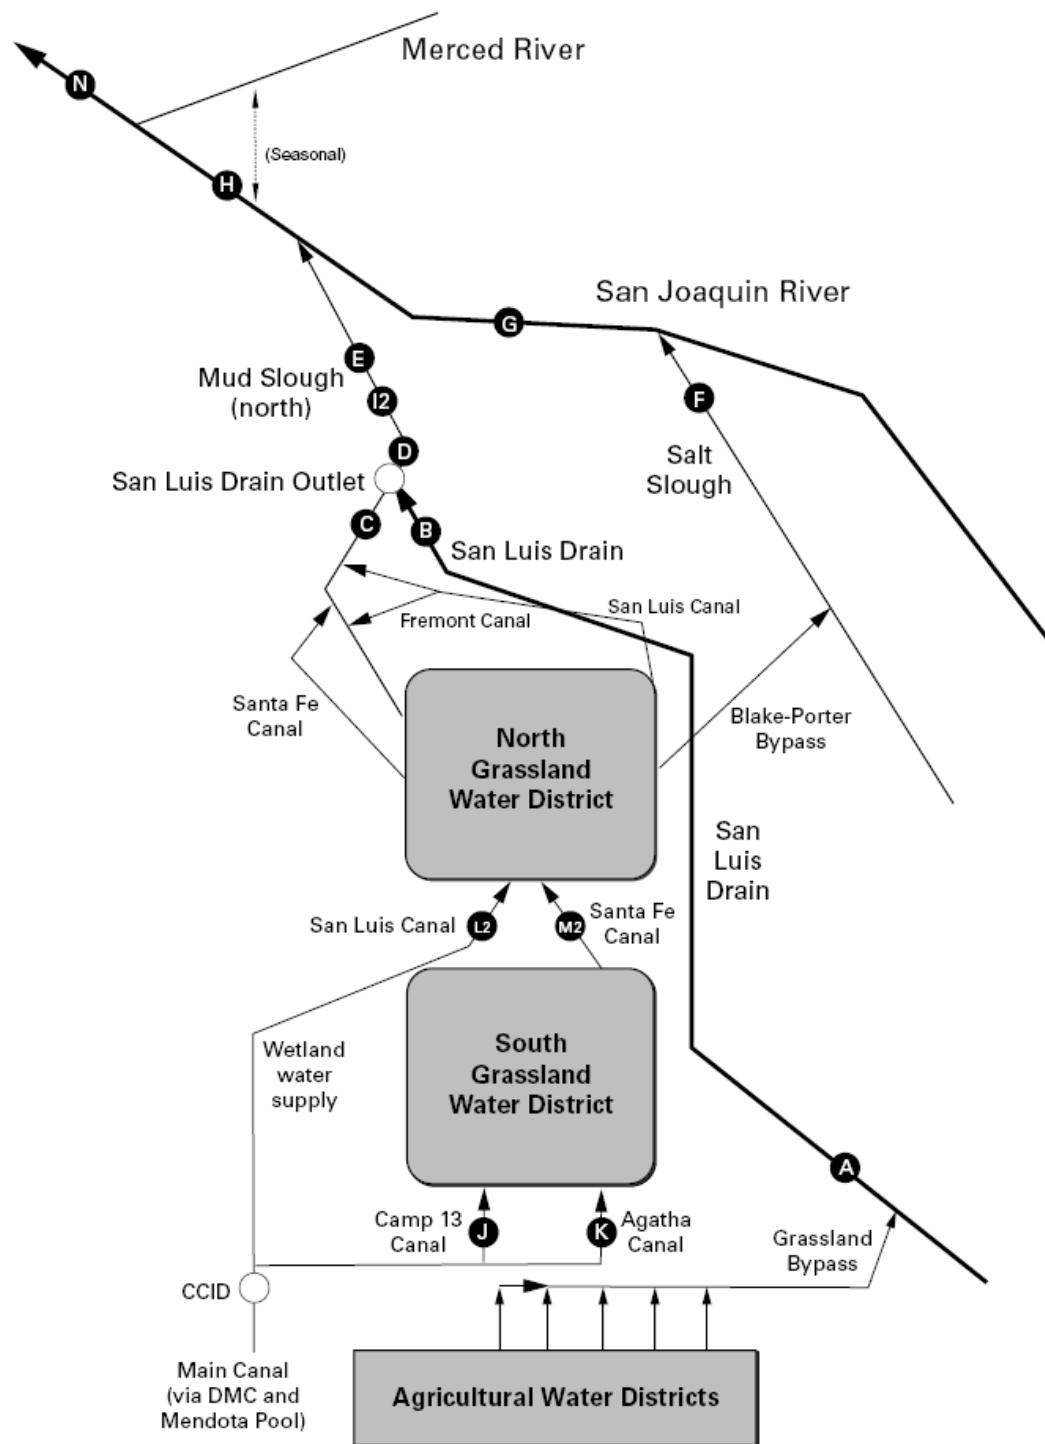 Merced River
N
(Seasonal)
H
San Joaquin River
G
E
Mud Slough
(north)
I2
F
D
Salt
Slough
San Luis Drain Outlet
C
B
San Luis Drain
San Luis Canal
Fremont Canal
Santa Fe
Canal
Blake-Porter
Bypass
North
Grassland
Water District
San
Luis
Drain
San Luis Canal
L2
M2
Santa Fe
Canal
Wetland
water
supply
South
Grassland
Water District
A
Camp 13
Canal
J
K
Agatha
Canal
Grassland
Bypass
CCID
Main Canal
(via DMC and
Mendota Pool)
Agricultural Water Districts